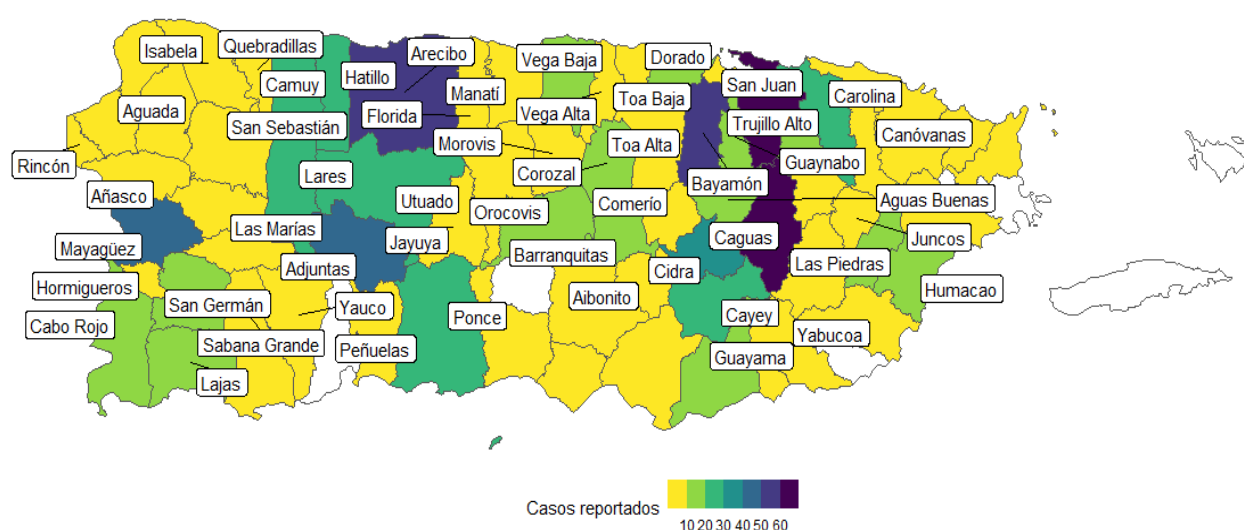 Isabela
Quebradillas
Arecibo
Vega Baja
Dorado
Camuy
Hatillo
Manatí
San Juan
Carolina
Toa Baja
Aguada
Florida
Vega Alta
San Sebastián
Trujillo Alto
Canóvanas
Morovis
Toa Alta
Rincón
Guaynabo
Lares
Corozal
Bayamón
Añasco
Utuado
Orocovis
Comerío
Aguas Buenas
Las Marías
Mayagüez
Jayuya
Caguas
Juncos
Barranquitas
Adjuntas
Cidra
Las Piedras
Hormigueros
Humacao
San Germán
Yauco
Aibonito
Cabo Rojo
Ponce
Cayey
Sabana Grande
Peñuelas
Yabucoa
Guayama
Lajas
Casos reportados
10 20 30 40 50 60